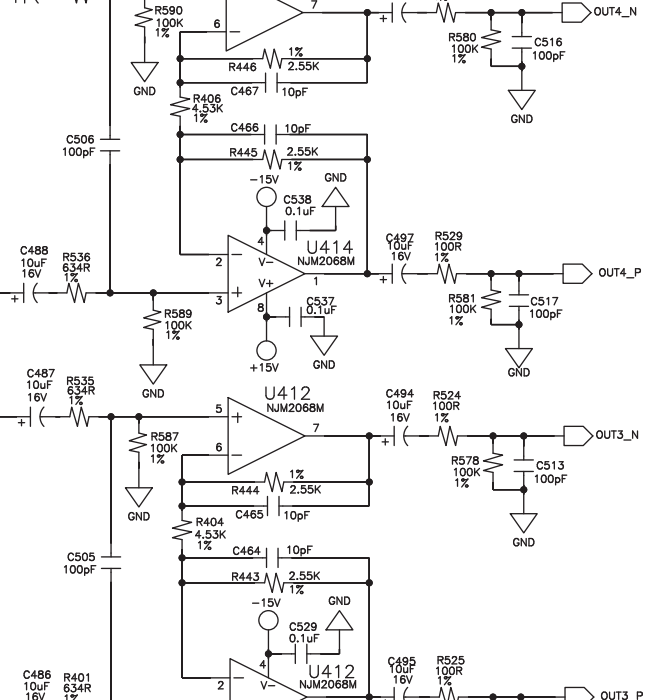 R590
100K
1%
GND
6
7
+
OUT4_N
R580
100K
1%
C516
100pF
GND
R446
1%
2.55K
C467
10pF
R406
4.53K
1%
C466
10pF
R445
2.55K
1%
C506
100pF
-15V
GND
C538
0.1uF
4
V-
U414
NJM2068M
2
-
V+
+
3
1
8
C537
0.1uF
+15V
GND
C488
10uF
16V
+
R536
634R
1%
R589
100K
1%
GND
C497
10uF
16V
+
R529
100R
1%
OUT4_P
R581
100K
1%
C517
100pF
GND
C487
10uF
16V
+
R535
634R
1%
R587
100K
1%
GND
U412
NJM2068M
5
+
6
-
7
C494
10uF
16V
+
R524
100R
1%
OUT3_N
R578
100K
1%
C513
100pF
GND
R444
1%
2.55K
C465
10pF
R404
4.53K
1%
C464
10pF
R443
2.55K
1%
C505
100pF
-15V
GND
C529
0.1uF
4
V-
U412
NJM2068M
2
-
C486
10uF
16V
R401
634R
1%
C495
10uF
16V
+
R525
100R
1%
OUT3_P